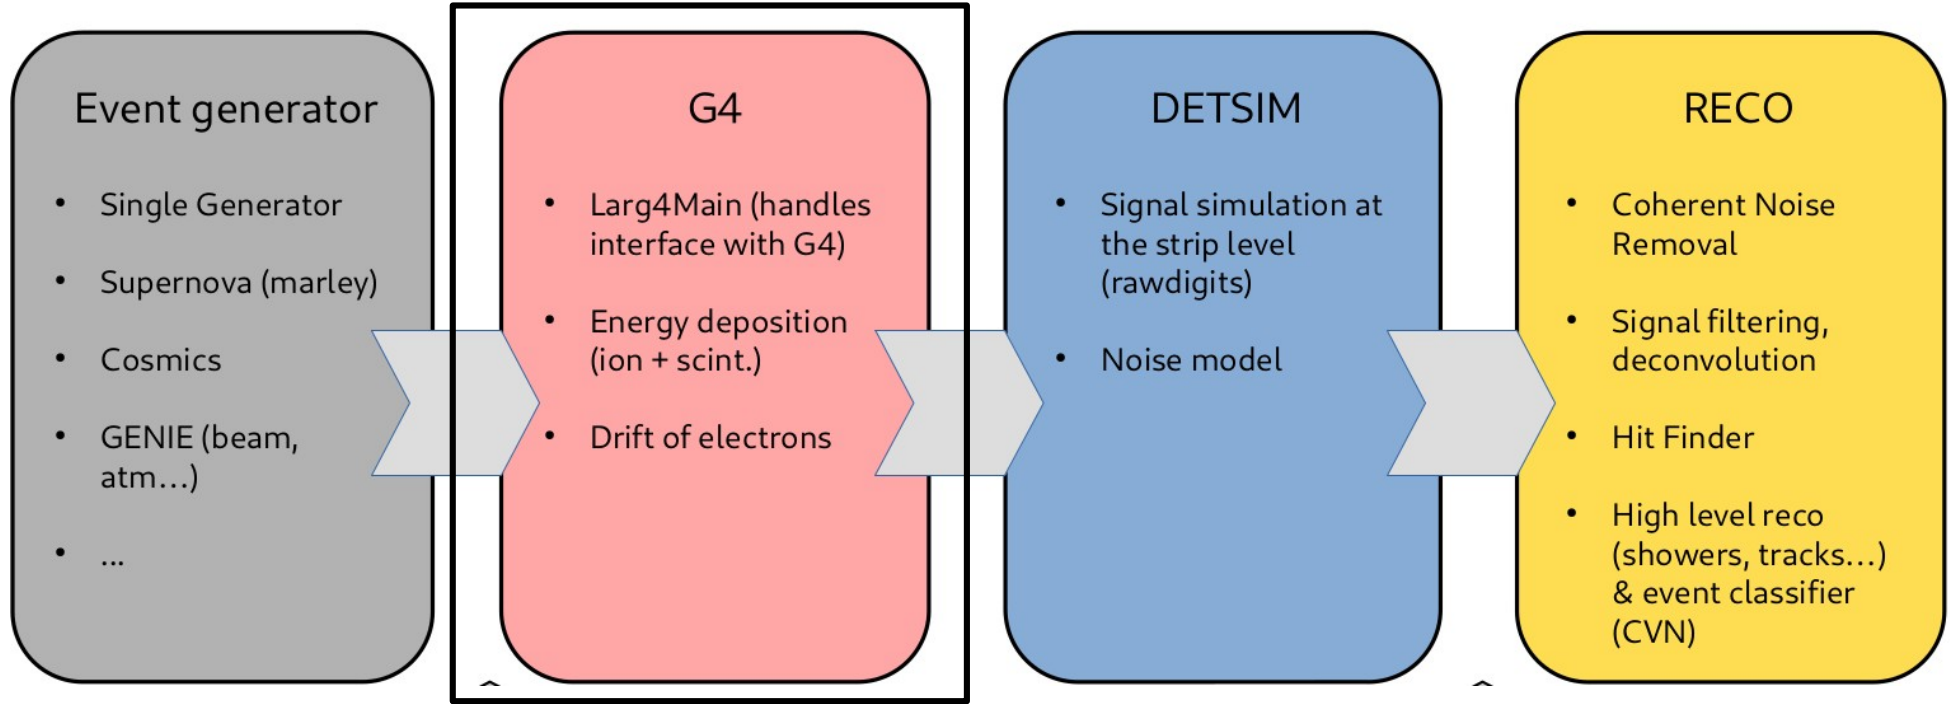 Event generator
• Single Generator
• Supernova (marley)
• Cosmics
• GENIE (beam,
atm...)
• ...
G4
• Larg4Main (handles
interface with G4)
• Energy deposition
(ion + scint.)
• Drift of electrons
DETSIM
• Signal simulation at
the strip level
(rawdigits)
• Noise model
RECO
• Coherent Noise
Removal
• Signal filtering,
deconvolution
• Hit Finder
• High level reco
(showers, tracks...)
& event classifier
(CVN)